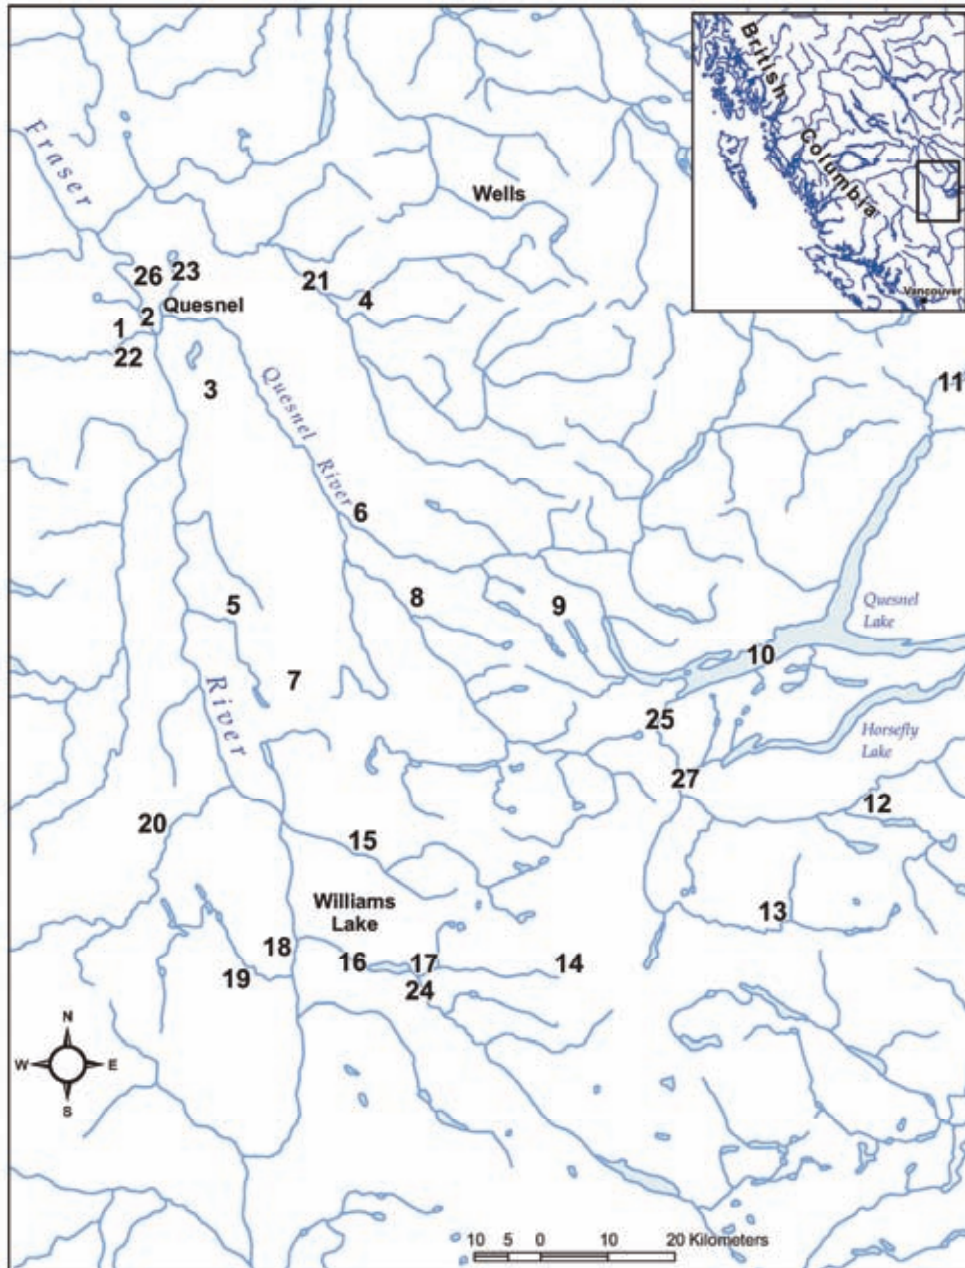 British
Columbia
Vancouver
Fraser
Wells
26
23
21
4
Quesnel
2
1
22
3
11
Quesnel
River
6
8
5
9
Quesnel
Lake
10
7
River
25
Horsefly
Lake
27
12
20
15
Williams
Lake
13
18
16
17
14
19
24
N
W
E
S
10 5 0 10 20 Kilometers